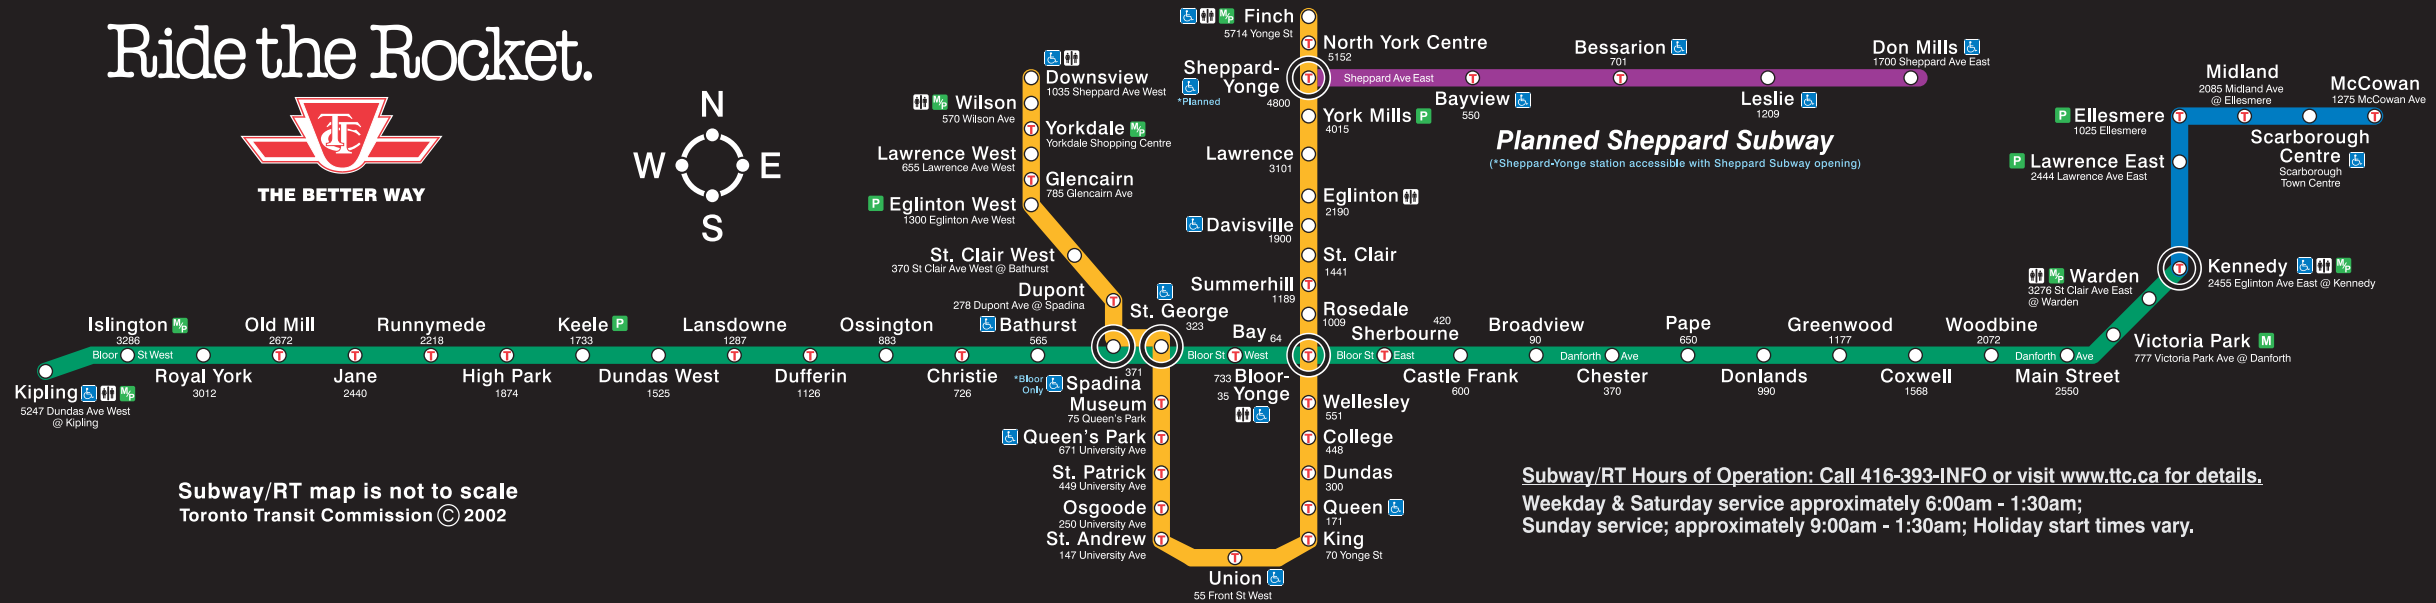 Ride the Rocket.
TTC
THE BETTER WAY
N
W E
S
Subway/RT map is not to scale
Toronto Transit Commission © 2002
Downsview
1035 Sheppard Ave West
Wilson
570 Wilson Ave
Yorkdale
Yorkdale Shopping Centre
Lawrence West
655 Lawrence Ave West
Glencairn
785 Glencairn Ave
Eglinton West
1300 Eglinton Ave West
St. Clair West
370 St Clair Ave West @ Bathurst
Dupont
278 Dupont Ave @ Spadina
St. George
323
Finch
5714 Yonge St
North York Centre
5152
Sheppard-
Yonge
*Planned
4800
York Mills
4015
Lawrence
3101
Eglinton
2190
Davisville
1900
St. Clair
1441
Summerhill
1189
Rosedale
1009
Sheppard Ave East
Bayview
550
Bessarion
701
Leslie
1209
Don Mills
1700 Sheppard Ave East
Planned Sheppard Subway
(*Sheppard-Yonge station accessible with Sheppard Subway opening)
Midland
2085 Midland Ave
@ Ellesmere
McCowan
1275 McCowan Ave
Ellesmere
1025 Ellesmere
Scarborough
Centre
Scarborough
Town Centre
Lawrence East
2444 Lawrence Ave East
Kennedy
2455 Eglinton Ave East @ Kennedy
Warden
3276 St Clair Ave East
@ Warden
Victoria Park
777 Victoria Park Ave @ Danforth
Kipling
5247 Dundas Ave West
@ Kipling
Islington
3286
Bloor St West
Royal York
3012
Old Mill
2672
Jane
2440
Runnymede
2218
High Park
1874
Keele
1733
Dundas West
1525
Lansdowne
1287
Dufferin
1126
Ossington
883
Christie
726
Bathurst
565
*Bloor
Only
Spadina
371
Bay 64
Bloor St West
733 Bloor-
35 Yonge
Bloor St East
Sherbourne
420
Castle Frank
600
Broadview
90
Danforth Ave
Chester
370
Pape
650
Donlands
990
Greenwood
1177
Coxwell
1568
Woodbine
2072
Danforth Ave
Main Street
2550
Museum
75 Queen's Park
Queen's Park
671 University Ave
St. Patrick
449 University Ave
Osgoode
250 University Ave
St. Andrew
147 University Ave
Union
55 Front St West
Wellesley
551
College
448
Dundas
300
Queen
171
King
70 Yonge St
Subway/RT Hours of Operation: Call 416-393-INFO or visit www.ttc.ca for details.
Weekday & Saturday service approximately 6:00am - 1:30am;
Sunday service; approximately 9:00am - 1:30am; Holiday start times vary.